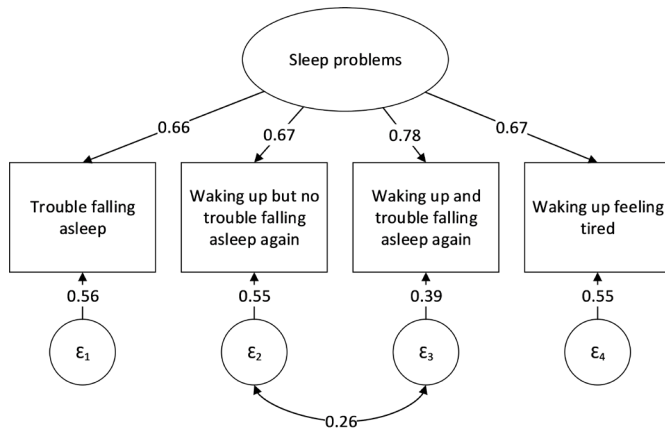 Sleep problems
0.66
0.67
0.78
0.67
Trouble falling
asleep
Waking up but no
trouble falling
asleep again
Waking up and
trouble falling
asleep again
Waking up feeling
tired
0.56
0.55
0.39
0.55
ε₁
ε₂
ε₃
ε₄
0.26